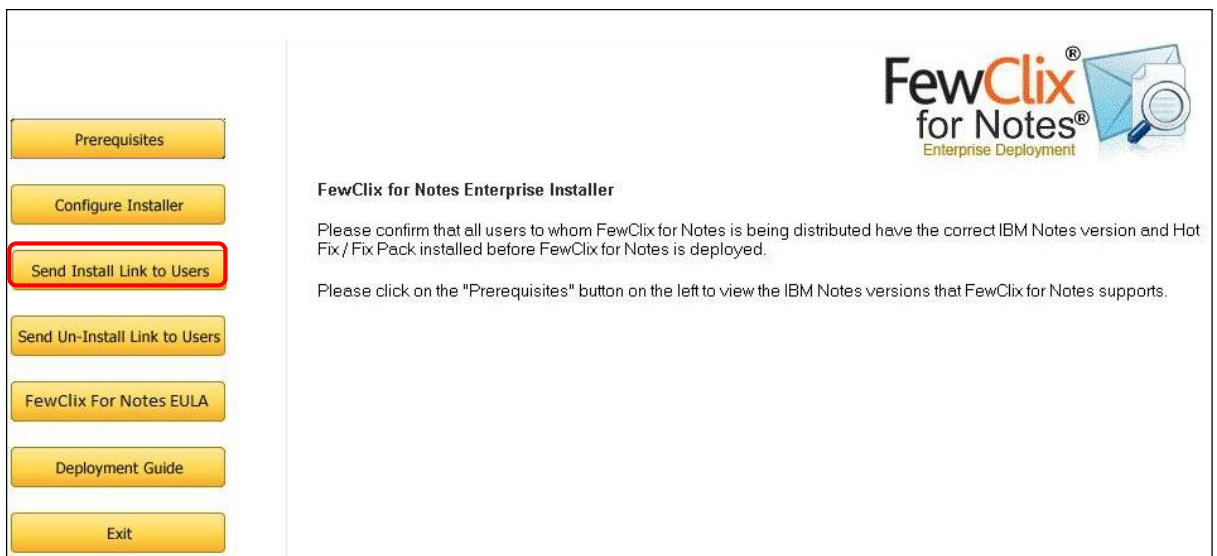 FewClix®
for Notes®
Enterprise Deployment
Prerequisites
Configure Installer
Send Install Link to Users
Send Un-Install Link to Users
FewClix For Notes EULA
Deployment Guide
Exit
FewClix for Notes Enterprise Installer
Please confirm that all users to whom FewClix for Notes is being distributed have the correct IBM Notes version and Hot
Fix / Fix Pack installed before FewClix for Notes is deployed.
Please click on the "Prerequisites" button on the left to view the IBM Notes versions that FewClix for Notes supports.